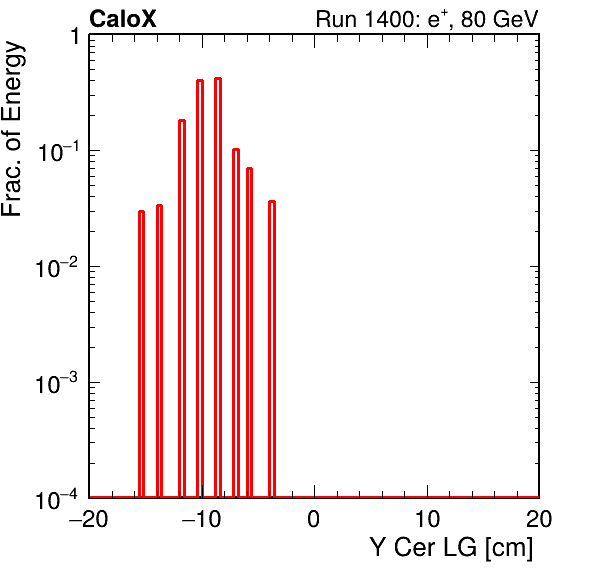 CaloX Run 1400: e⁺, 80 GeV
Frac. of Energy
1
10⁻¹
10⁻²
10⁻³
10⁻⁴
−20 −10 0 10 20
Y Cer LG [cm]